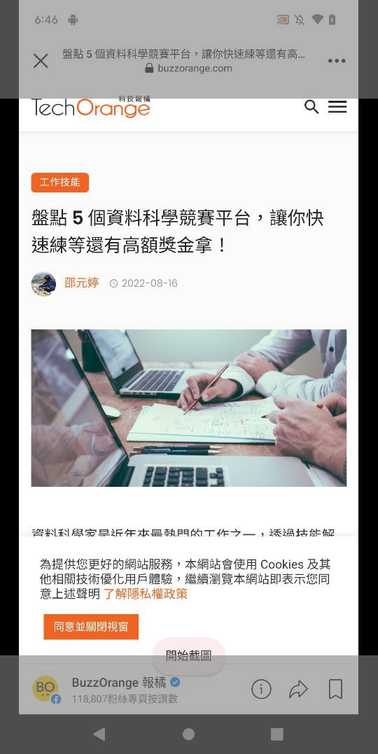 6:46
盤點 5 個資料科學競賽平台，讓你快速練等還有高...
buzzorange.com
科技報橘
TechOrange
工作技能
盤點 5 個資料科學競賽平台，讓你快
速練等還有高額獎金拿！
邵元婷 2022-08-16
資料科學家是近年來最熱門的工作之一，透過技能解
為提供您更好的網站服務，本網站會使用 Cookies 及其
他相關技術優化用戶體驗，繼續瀏覽本網站即表示您同
意上述聲明 了解隱私權政策
同意並關閉視窗
開始截圖
BO
BuzzOrange 報橘
118,807粉絲專頁按讚數